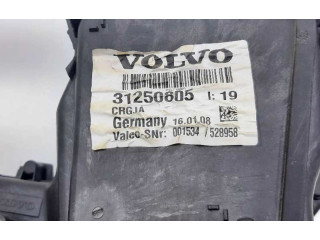 VOLVO
31250605 I: 19
CRGJA
Germany 16.01.08
Valeo-SNr: 001534 / 528958